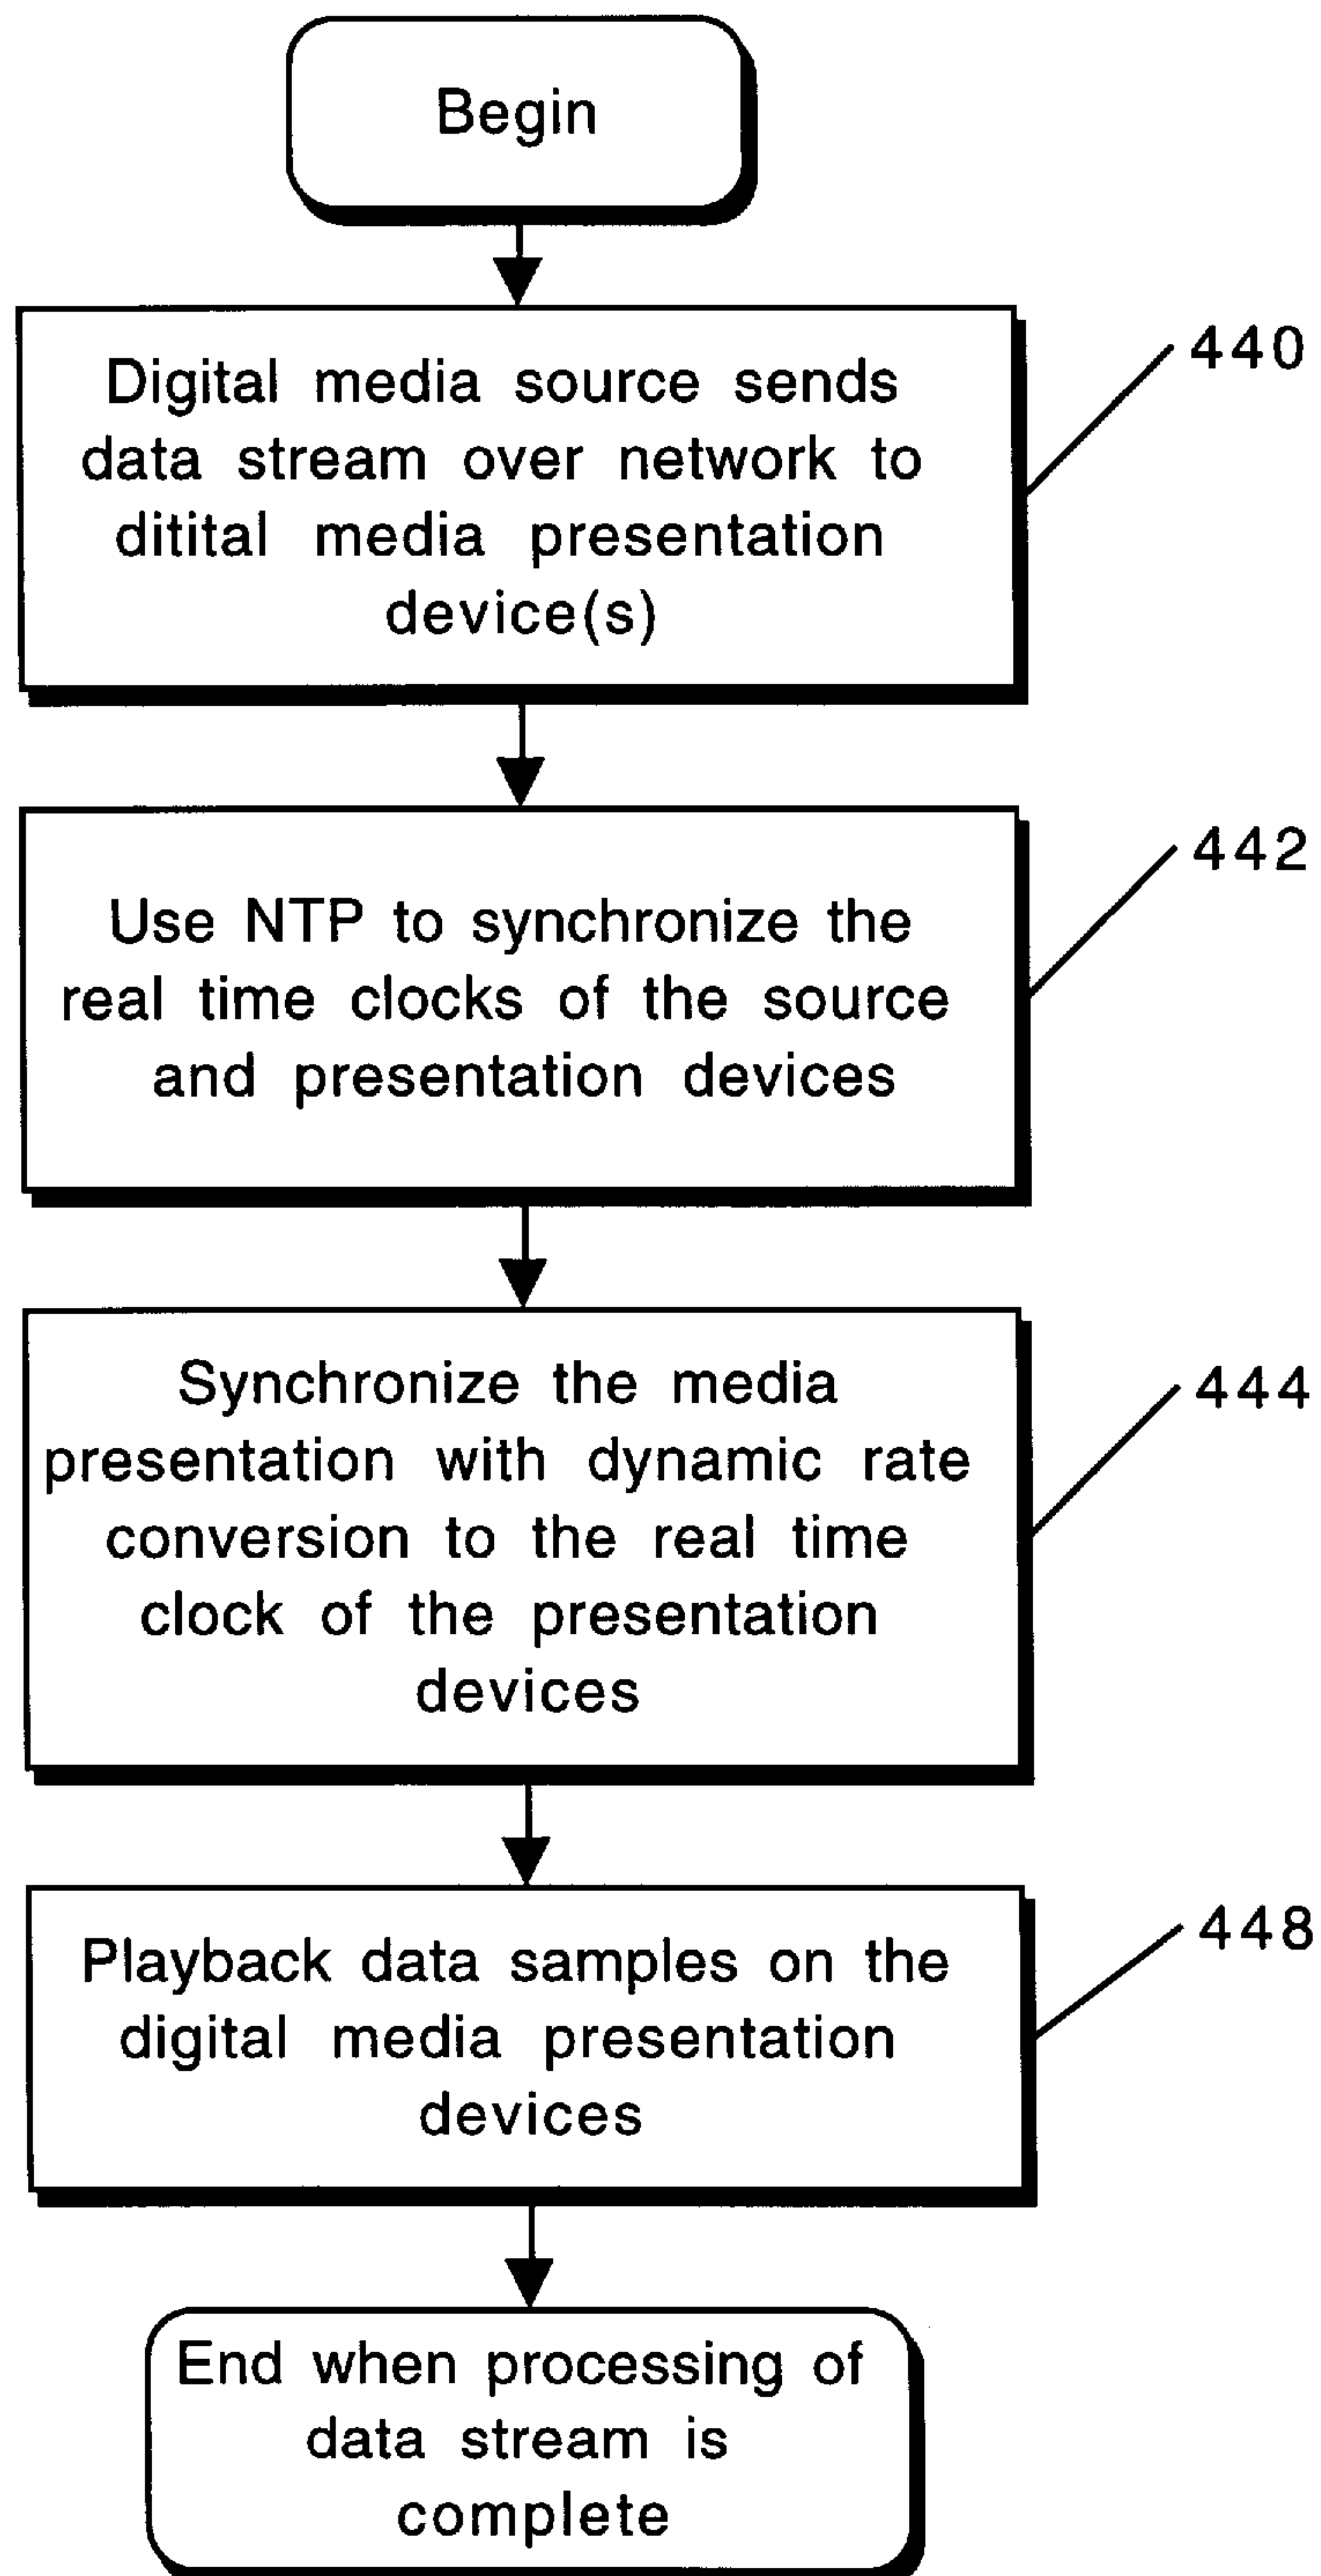 Begin
Digital media source sends
data stream over network to
ditital media presentation
device(s)
440
Use NTP to synchronize the
real time clocks of the source
and presentation devices
442
Synchronize the media
presentation with dynamic rate
conversion to the real time
clock of the presentation
devices
444
Playback data samples on the
digital media presentation
devices
448
End when processing of
data stream is
complete